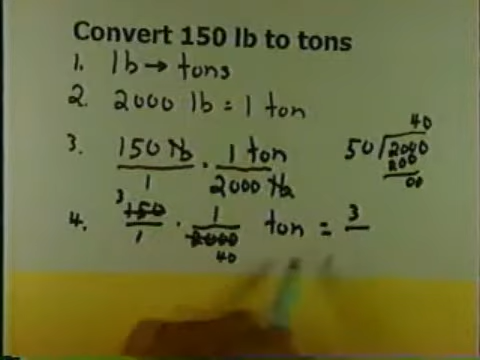 Convert 150 lb to tons
1. lb → tons
2. 2000 lb = 1 ton
3. 150 lb / 1 · 1 ton / 2000 lb
40
50 ) 2000
200
00
4. 3 150 / 1 · 1 / 2000 40 ton = 3